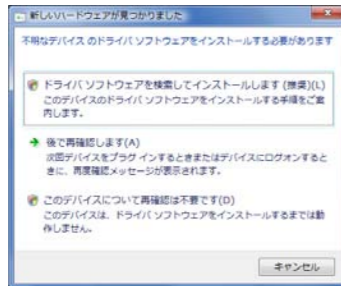 新しいハードウェアが見つかりました
不明なデバイス のドライバ ソフトウェアをインストールする必要があります
ドライバ ソフトウェアを検索してインストールします (推奨)(L)
このデバイスのドライバ ソフトウェアをインストールする手順をご案
内します。
後で再確認します(A)
次回デバイスをプラグ インするときまたはデバイスにログオンすると
きに、再度確認メッセージが表示されます。
このデバイスについて再確認は不要です(D)
このデバイスは、ドライバ ソフトウェアをインストールするまでは動
作しません。
キャンセル